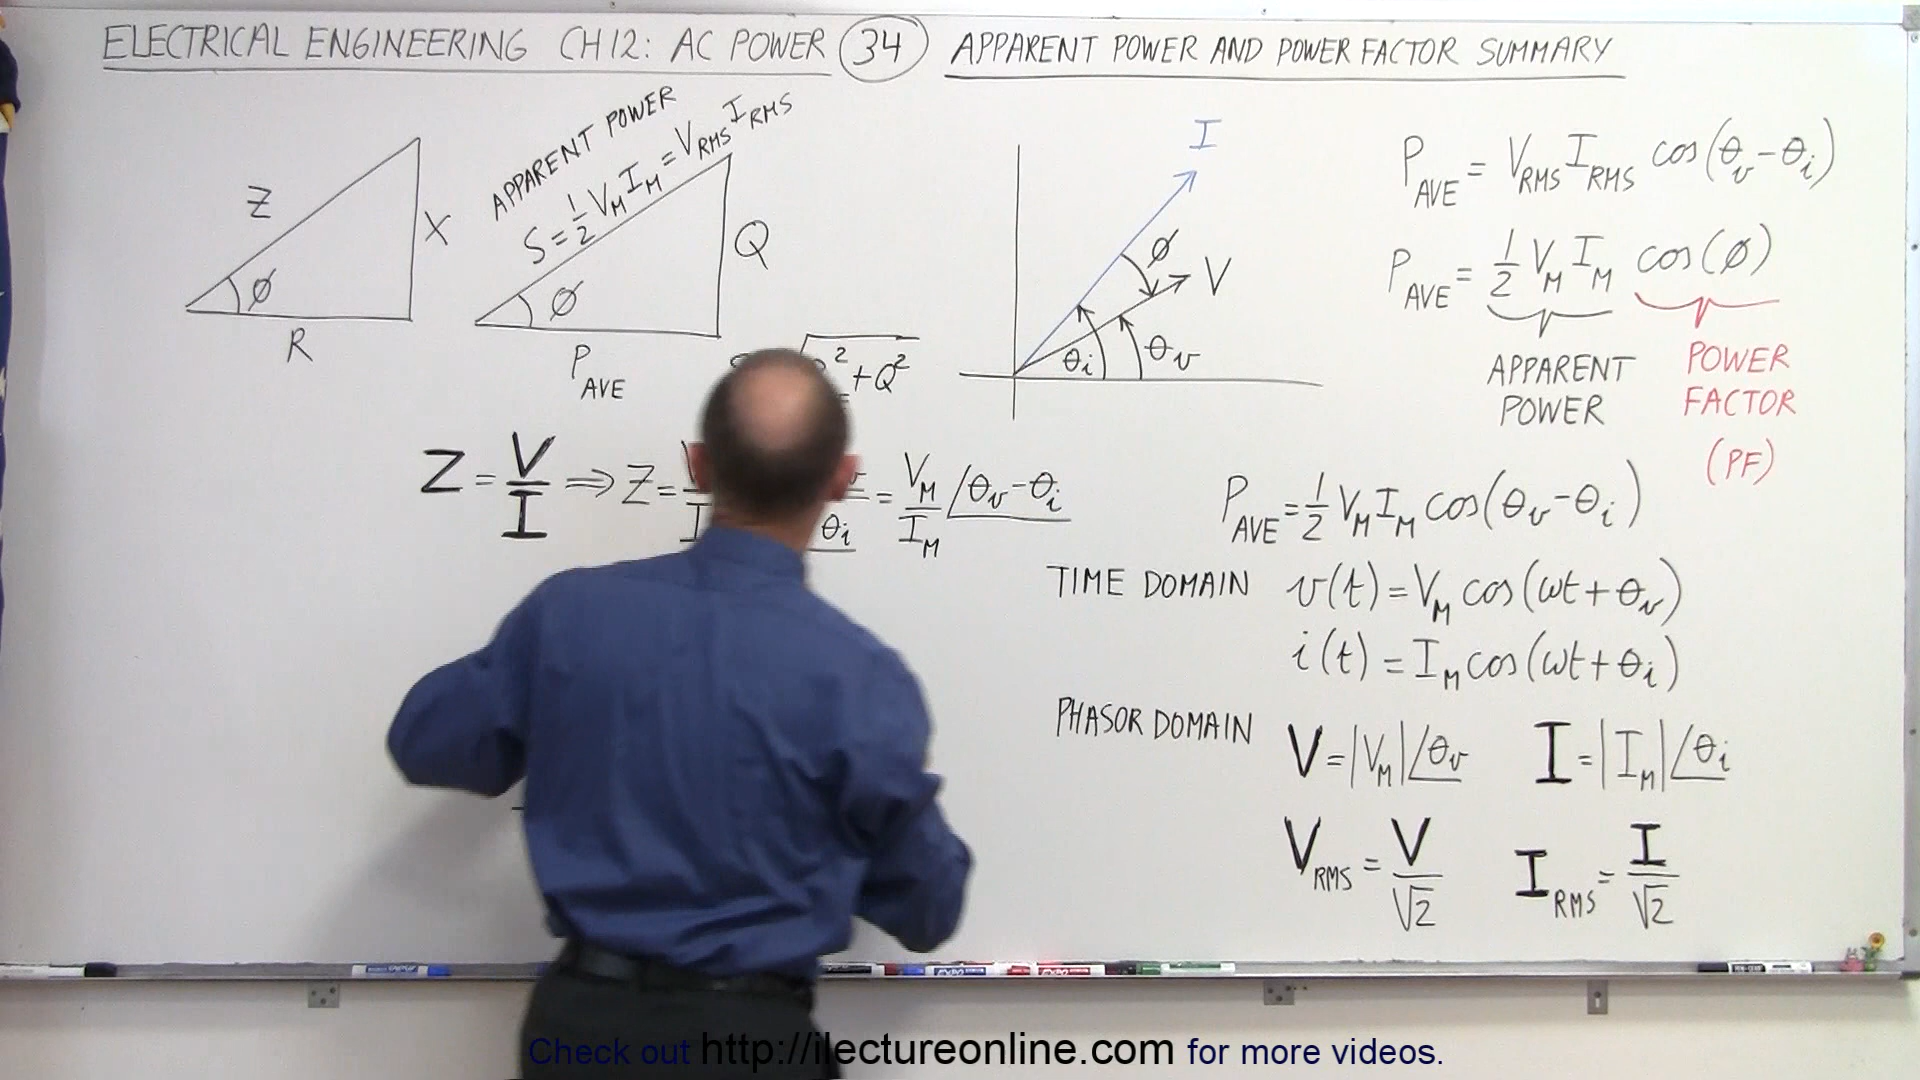 ELECTRICAL ENGINEERING CH 12: AC POWER 34 APPARENT POWER AND POWER FACTOR SUMMARY
Z
X
ϕ
R
APPARENT POWER
S = 1/2 V_M I_M = V_RMS I_RMS
Q
ϕ
P_AVE
² + Q²
I
ϕ
V
θ_i
θ_v
P_AVE = V_RMS I_RMS cos(θ_v - θ_i)
P_AVE = 1/2 V_M I_M cos(ϕ)
APPARENT POWER
POWER FACTOR
(PF)
Z = V/I ⇒ Z =
θ_i = V_M/I_M /θ_v - θ_i
P_AVE = 1/2 V_M I_M cos(θ_v - θ_i)
TIME DOMAIN v(t) = V_M cos(ωt + θ_v)
i(t) = I_M cos(ωt + θ_i)
PHASOR DOMAIN V = |V_M| /θ_v I = |I_M| /θ_i
V_RMS = V/√2 I_RMS = I/√2
Check out http://ilectureonline.com for more videos.